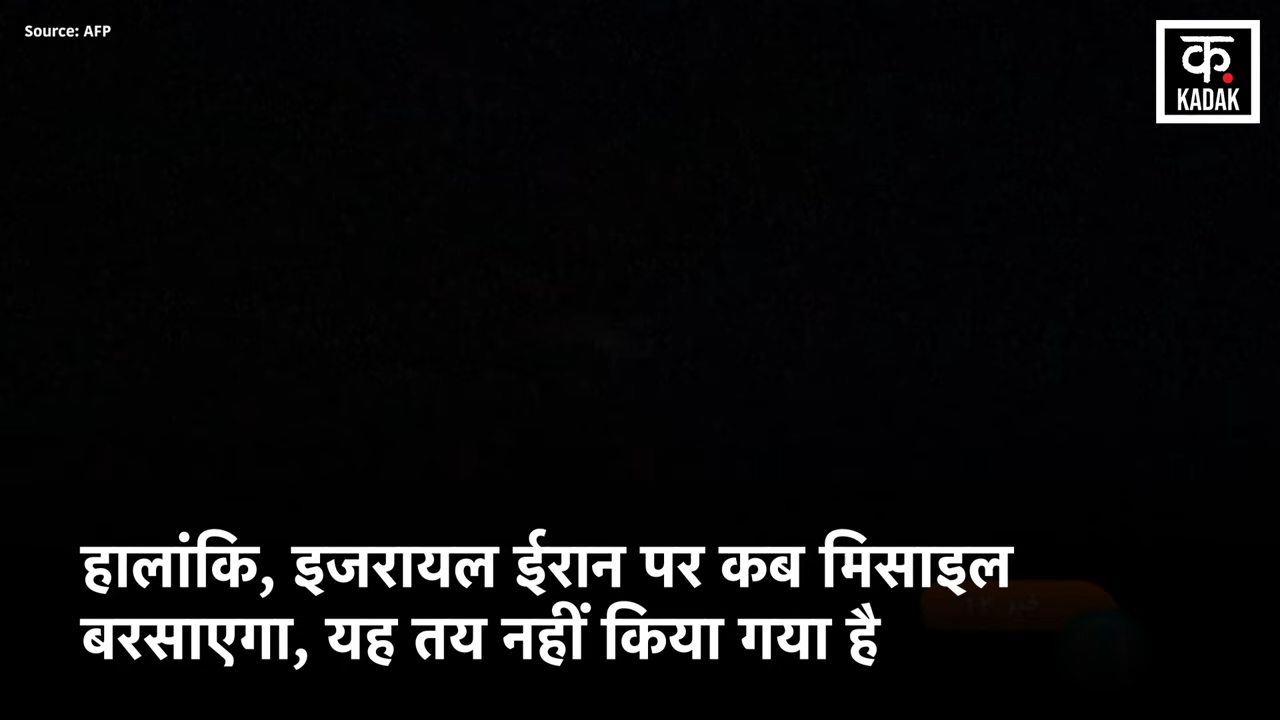 Source: AFP
क
KADAK
हालांकि, इजरायल ईरान पर कब मिसाइल
बरसाएगा, यह तय नहीं किया गया है